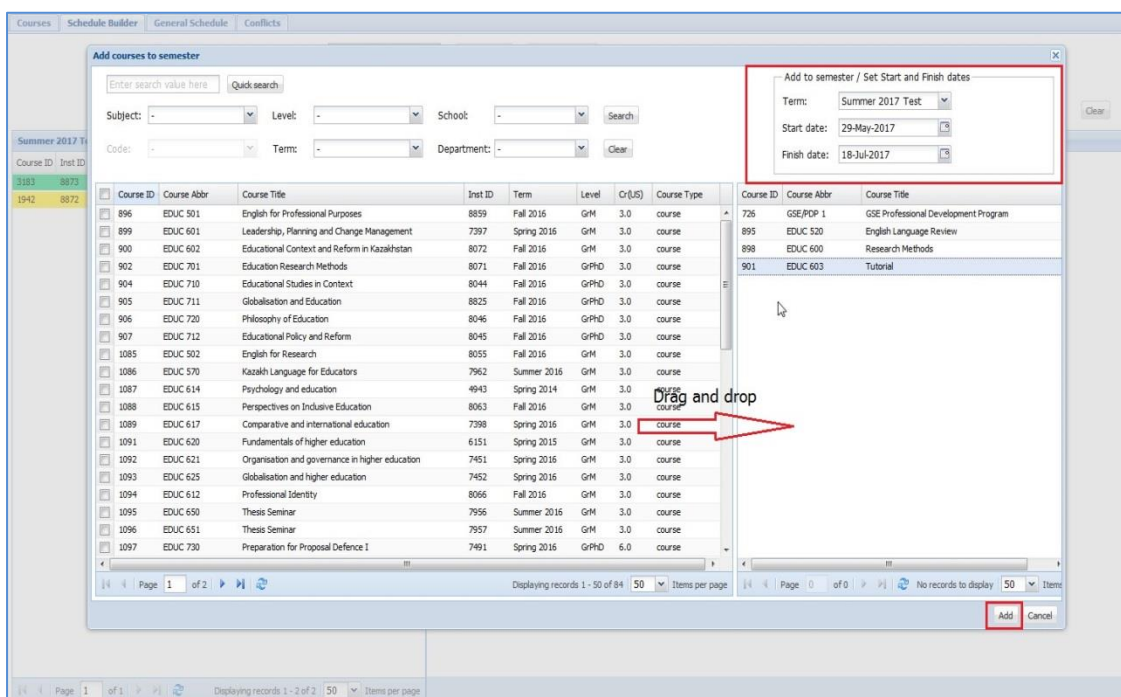 Courses Schedule Builder General Schedule Conflicts
Add courses to semester
Enter search value here Quick search
Add to semester / Set Start and Finish dates
Subject: - Level: - School: - Search
Term: Summer 2017 Test
Clear
Code: - Term: - Department: - Clear
Start date: 29-May-2017
Finish date: 18-Jul-2017
Summer 2017
Course ID Inst ID
3183 8873
1942 8872
Course ID Course Abbr Course Title Inst ID Term Level Cr(US) Course Type
896 EDUC 501 English for Professional Purposes 8859 Fall 2016 GrM 3.0 course
899 EDUC 601 Leadership, Planning and Change Management 7397 Spring 2016 GrM 3.0 course
900 EDUC 602 Educational Context and Reform in Kazakhstan 8072 Fall 2016 GrM 3.0 course
902 EDUC 701 Education Research Methods 8071 Fall 2016 GrPhD 3.0 course
904 EDUC 710 Educational Studies in Context 8044 Fall 2016 GrPhD 3.0 course
905 EDUC 711 Globalisation and Education 8825 Fall 2016 GrPhD 3.0 course
906 EDUC 720 Philosophy of Education 8046 Fall 2016 GrPhD 3.0 course
907 EDUC 712 Educational Policy and Reform 8045 Fall 2016 GrPhD 3.0 course
1085 EDUC 502 English for Research 8055 Fall 2016 GrM 3.0 course
1086 EDUC 570 Kazakh Language for Educators 7962 Summer 2016 GrM 3.0 course
1087 EDUC 614 Psychology and education 4943 Spring 2014 GrM 3.0 course
1088 EDUC 615 Perspectives on Inclusive Education 8063 Fall 2016 GrM 3.0 course
1089 EDUC 617 Comparative and international education 7398 Spring 2016 GrM 3.0 course
1091 EDUC 620 Fundamentals of higher education 6151 Spring 2015 GrM 3.0 course
1092 EDUC 621 Organisation and governance in higher education 7451 Spring 2016 GrM 3.0 course
1093 EDUC 625 Globalisation and higher education 7452 Spring 2016 GrM 3.0 course
1094 EDUC 612 Professional Identity 8066 Fall 2016 GrM 3.0 course
1095 EDUC 650 Thesis Seminar 7956 Summer 2016 GrM 3.0 course
1096 EDUC 651 Thesis Seminar 7957 Summer 2016 GrM 3.0 course
1097 EDUC 730 Preparation for Proposal Defence I 7491 Spring 2016 GrPhD 6.0 course
Page 1 of 2 Displaying records 1 - 50 of 84 50 Items per page
Course ID Course Abbr Course Title
726 GSE/PDP 1 GSE Professional Development Program
895 EDUC 520 English Language Review
898 EDUC 600 Research Methods
901 EDUC 603 Tutorial
Drag and drop
Page 0 of 0 No records to display 50 Items
Add Cancel
Page 1 of 1 Displaying records 1 - 2 of 2 50 Items per page